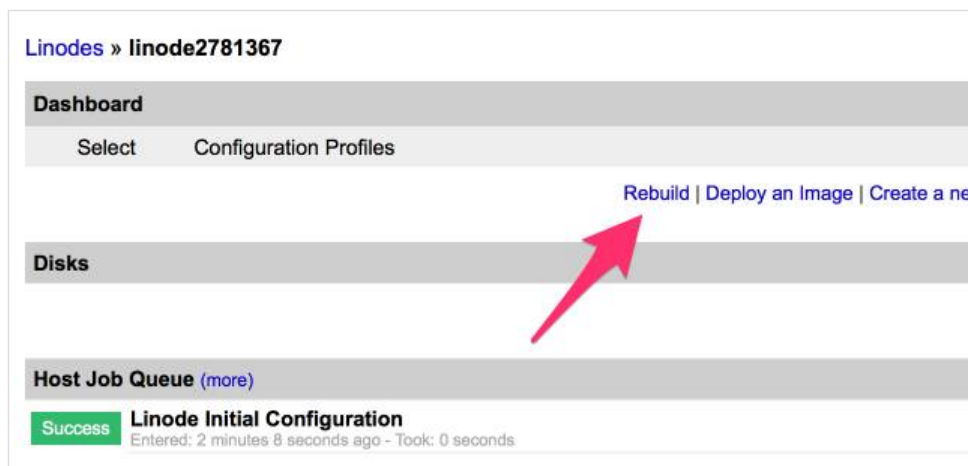 Linodes » linode2781367
Dashboard
Select Configuration Profiles
Rebuild | Deploy an Image | Create a ne
Disks
Host Job Queue (more)
Success Linode Initial Configuration
Entered: 2 minutes 8 seconds ago - Took: 0 seconds